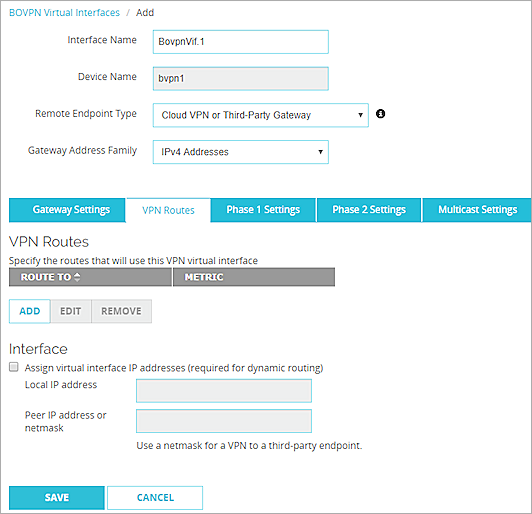 BOVPN Virtual Interfaces / Add
Interface Name BovpnVif.1
Device Name bvpn1
Remote Endpoint Type Cloud VPN or Third-Party Gateway
Gateway Address Family IPv4 Addresses
Gateway Settings VPN Routes Phase 1 Settings Phase 2 Settings Multicast Settings
VPN Routes
Specify the routes that will use this VPN virtual interface
ROUTE TO METRIC
ADD EDIT REMOVE
Interface
Assign virtual interface IP addresses (required for dynamic routing)
Local IP address
Peer IP address or
netmask
Use a netmask for a VPN to a third-party endpoint.
SAVE CANCEL